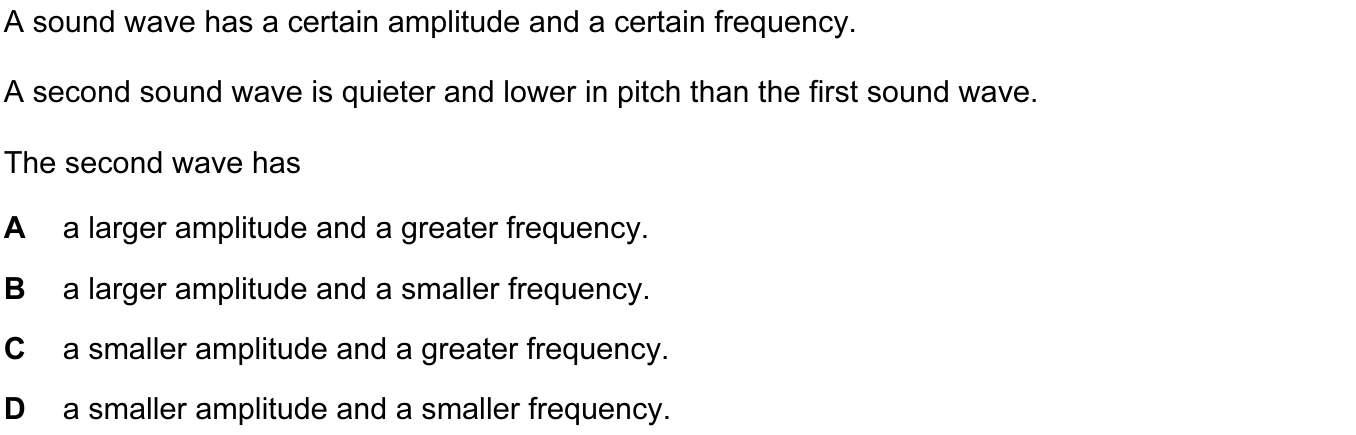 A sound wave has a certain amplitude and a certain frequency.
A second sound wave is quieter and lower in pitch than the first sound wave.
The second wave has
A a larger amplitude and a greater frequency.
B a larger amplitude and a smaller frequency.
C a smaller amplitude and a greater frequency.
D a smaller amplitude and a smaller frequency.